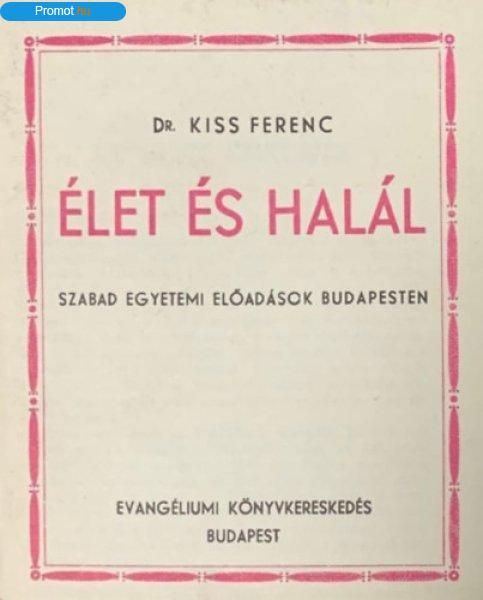 Promot.hu
DR. KISS FERENC
ÉLET ÉS HALÁL
SZABAD EGYETEMI ELŐADÁSOK BUDAPESTEN
EVANGÉLIUMI KÖNYVKERESKEDÉS
BUDAPEST